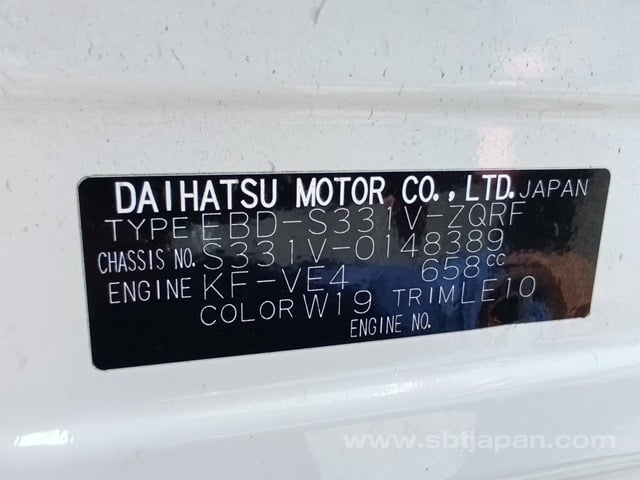 DAIHATSU MOTOR CO., LTD. JAPAN
TYPE EBD-S331V-ZQRF
CHASSIS NO. S331V-0148389
ENGINE KF-VE4 658cc
COLOR W19 TRIM LE10
ENGINE NO.
www.sbtjapan.com